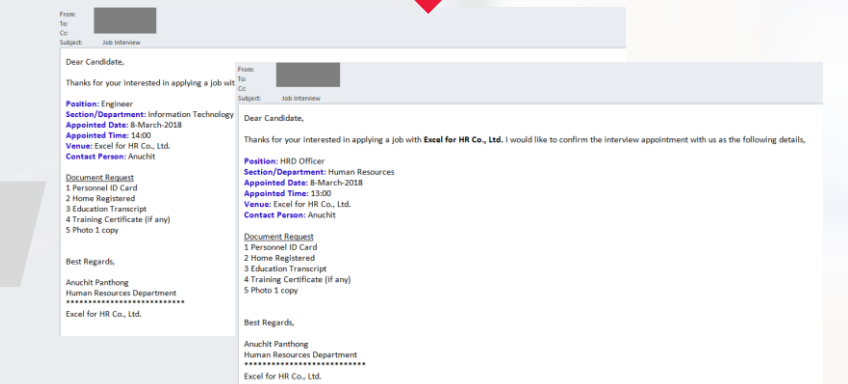 From:
To:
Cc:
Subject: Job Interview
Dear Candidate,
Thanks for your interested in applying a job wit
Position: Engineer
Section/Department: Information Technology
Appointed Date: 8-March-2018
Appointed Time: 14:00
Venue: Excel for HR Co., Ltd.
Contact Person: Anuchit
Document Request
1 Personnel ID Card
2 Home Registered
3 Education Transcript
4 Training Certificate (if any)
5 Photo 1 copy
Best Regards,
Anuchit Panthong
Human Resources Department
***************************
Excel for HR Co., Ltd.
From:
To:
Cc:
Subject: Job Interview
Dear Candidate,
Thanks for your interested in applying a job with Excel for HR Co., Ltd. I would like to confirm the interview appointment with us as the following details,
Position: HRD Officer
Section/Department: Human Resources
Appointed Date: 8-March-2018
Appointed Time: 13:00
Venue: Excel for HR Co., Ltd.
Contact Person: Anuchit
Document Request
1 Personnel ID Card
2 Home Registered
3 Education Transcript
4 Training Certificate (if any)
5 Photo 1 copy
Best Regards,
Anuchit Panthong
Human Resources Department
****************************
Excel for HR Co., Ltd.